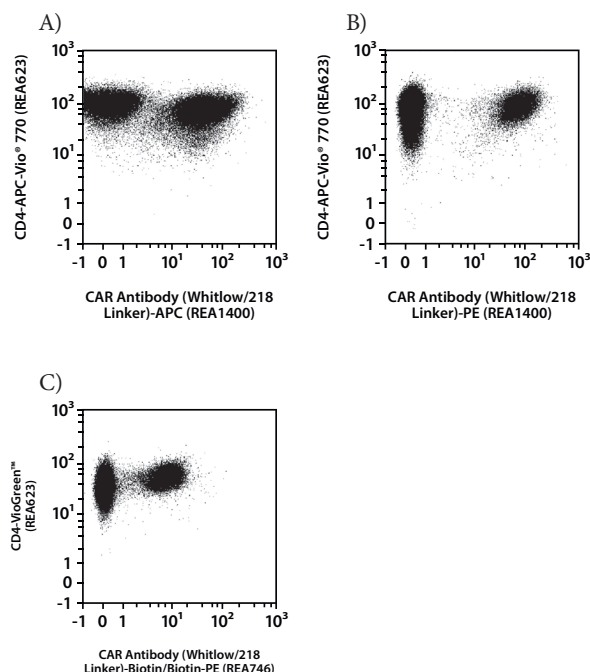 A)
10³
10²
10¹
1
0
-1
-1 0 1 10¹ 10² 10³
CD4-APC-Vio® 770 (REA623)
CAR Antibody (Whitlow/218
Linker)-APC (REA1400)
B)
10³
10²
10¹
1
0
-1
-1 0 1 10¹ 10² 10³
CD4-APC-Vio® 770 (REA623)
CAR Antibody (Whitlow/218
Linker)-PE (REA1400)
C)
10³
10²
10¹
1
0
-1
-1 0 1 10¹ 10² 10³
CD4-VioGreen™
(REA623)
CAR Antibody (Whitlow/218
Linker)-Biotin/Biotin-PE (REA746)